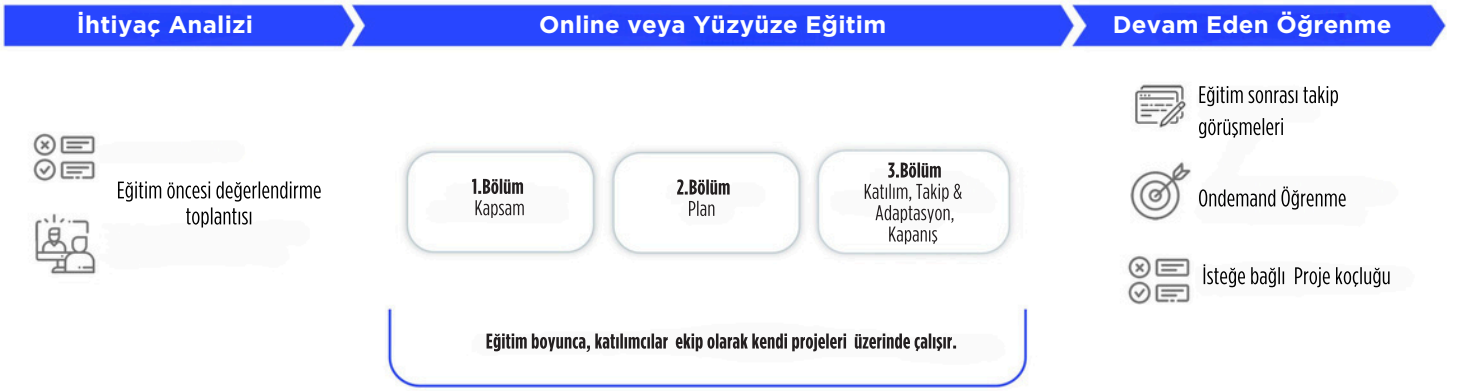 İhtiyaç Analizi
Online veya Yüzyüze Eğitim
Devam Eden Öğrenme
Eğitim öncesi değerlendirme
toplantısı
1.Bölüm
Kapsam
2.Bölüm
Plan
3.Bölüm
Katılım, Takip &
Adaptasyon,
Kapanış
Eğitim boyunca, katılımcılar ekip olarak kendi projeleri üzerinde çalışır.
Eğitim sonrası takip
görüşmeleri
Ondemand Öğrenme
İsteğe bağlı Proje koçluğu